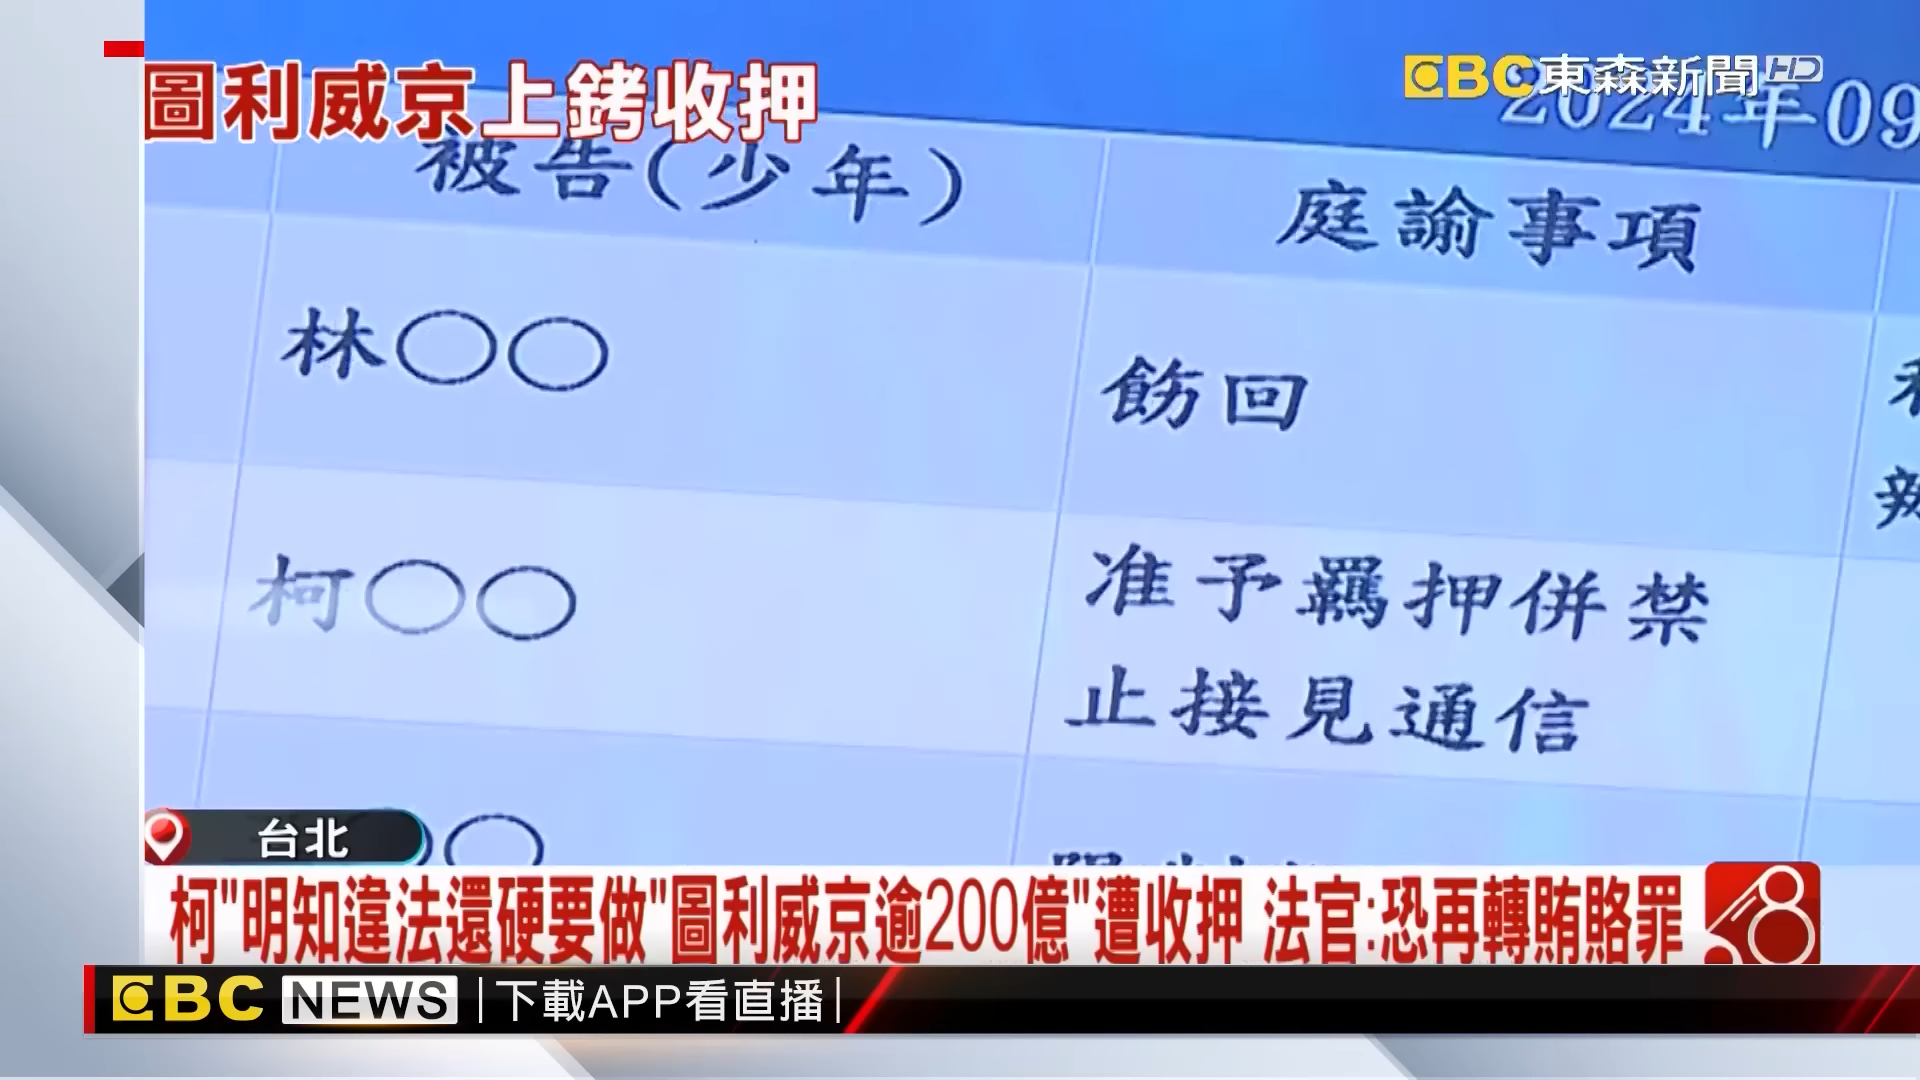 圖利威京上銬收押
EBC東森新聞HD
2024年09
被告(少年)
庭諭事項
林○○
飭回
柯○○
准予羈押併禁
止接見通信
台北
柯"明知違法還硬要做"圖利威京逾200億"遭收押 法官:恐再轉賄賂罪
EBC NEWS 下載APP看直播